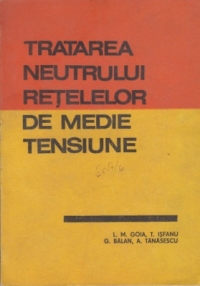 TRATAREA
NEUTRULUI
REȚELELOR
DE MEDIE
TENSIUNE
L. M. GOIA, T. IȘFANU
G. BĂLAN, A. TĂNĂSESCU